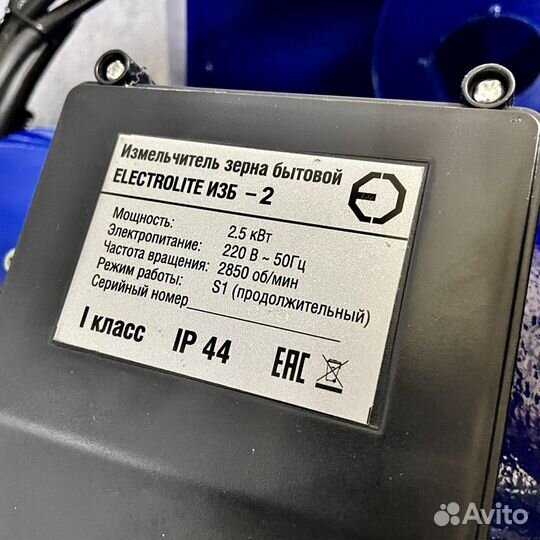 Измельчитель зерна бытовой
ELECTROLITE ИЗБ - 2
Мощность: 2.5 кВт
Электропитание: 220 В ~ 50Гц
Частота вращения: 2850 об/мин
Режим работы: S1 (продолжительный)
Серийный номер
I класс IP 44 EAC
Avito